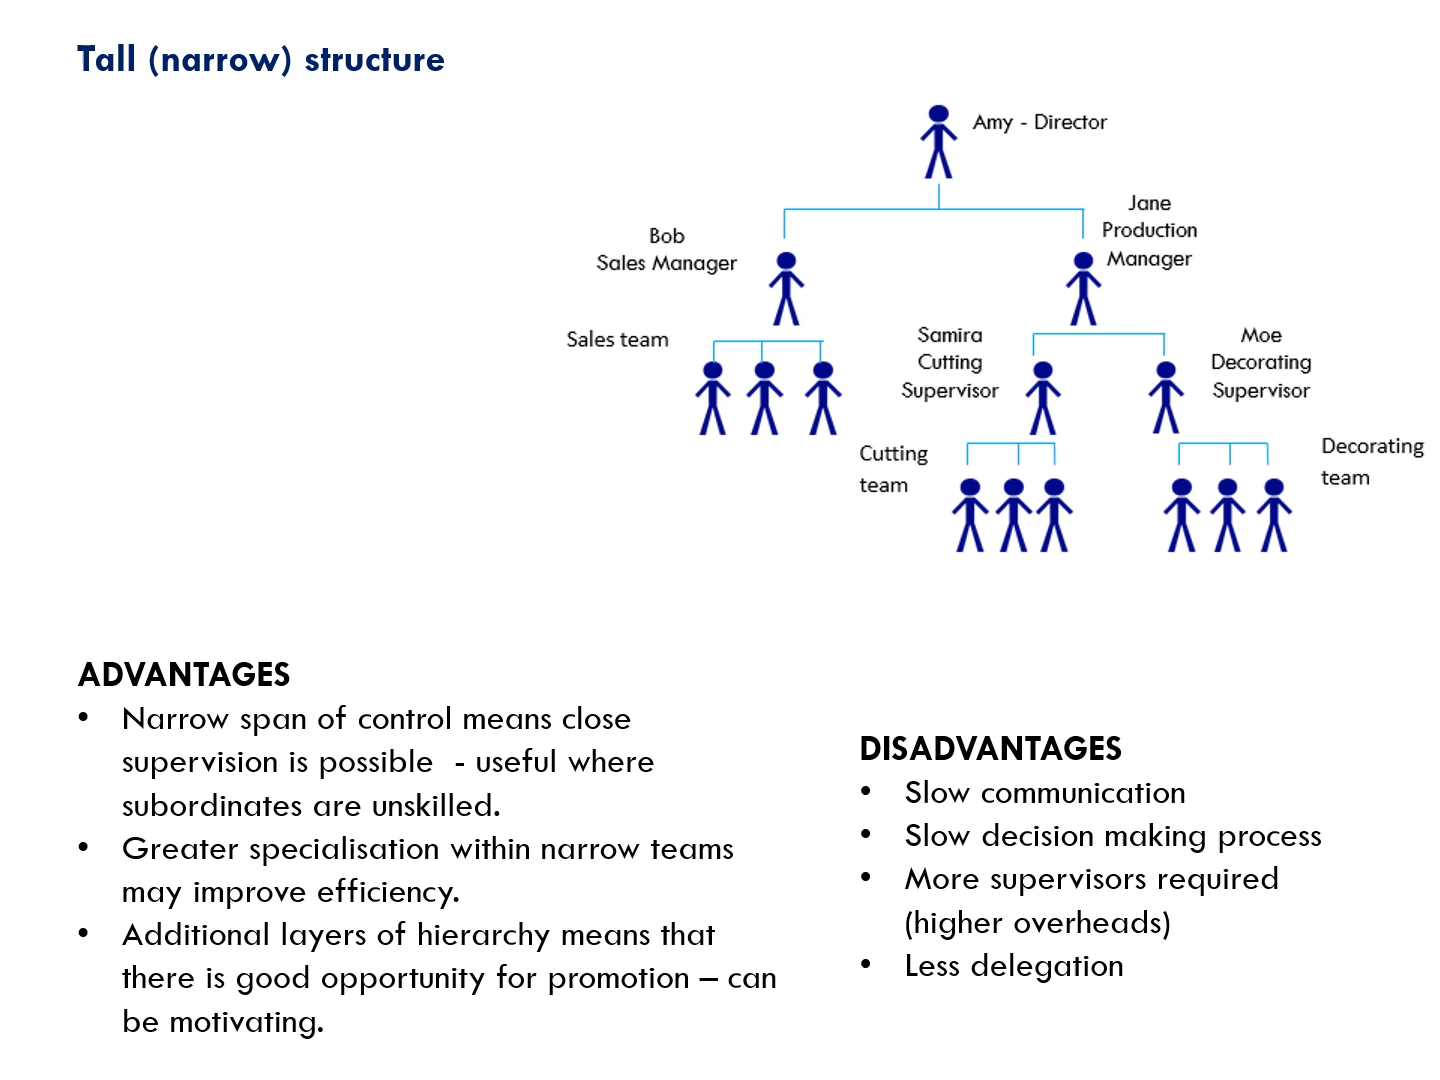 Tall (narrow) structure
Amy - Director
Jane
Production
Manager
Bob
Sales Manager
Sales team
Samira
Cutting
Supervisor
Moe
Decorating
Supervisor
Cutting
team
Decorating
team
ADVANTAGES
• Narrow span of control means close
supervision is possible  - useful where
subordinates are unskilled.
• Greater specialisation within narrow teams
may improve efficiency.
• Additional layers of hierarchy means that
there is good opportunity for promotion – can
be motivating.
DISADVANTAGES
• Slow communication
• Slow decision making process
• More supervisors required
(higher overheads)
• Less delegation